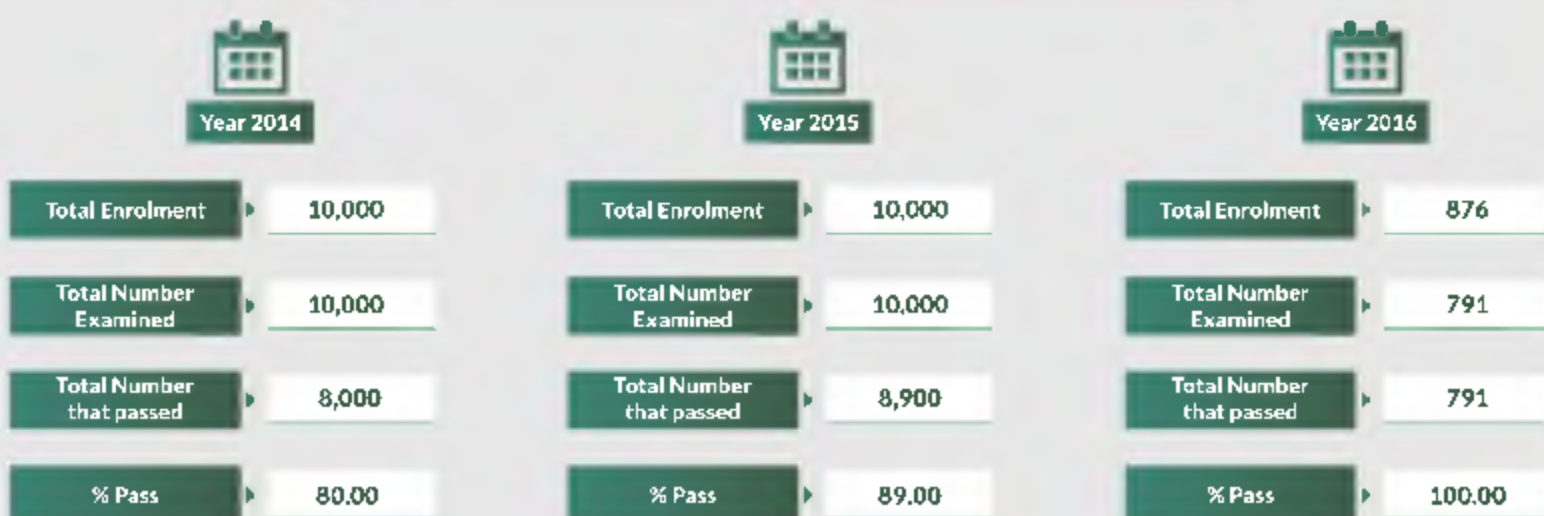 Year 2014
Year 2015
Year 2016
Total Enrolment 10,000
Total Enrolment 10,000
Total Enrolment 876
Total Number
Examined
10,000
Total Number
Examined
10,000
Total Number
Examined
791
Total Number
that passed
8,000
Total Number
that passed
8,900
Total Number
that passed
791
% Pass 80.00
% Pass 89.00
% Pass 100.00